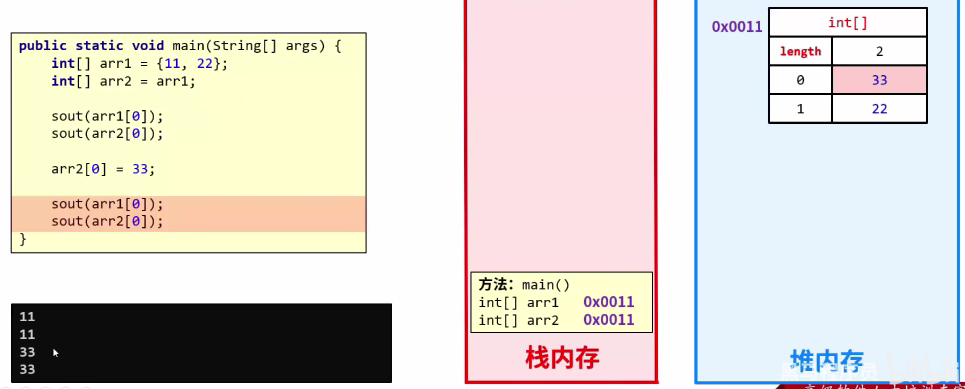 public static void main(String[] args) {
int[] arr1 = {11, 22};
int[] arr2 = arr1;
sout(arr1[0]);
sout(arr2[0]);
arr2[0] = 33;
sout(arr1[0]);
sout(arr2[0]);
}
11
11
33
33
方法：main()
int[] arr1 0x0011
int[] arr2 0x0011
栈内存
0x0011
int[]
length 2
0 33
1 22
堆内存